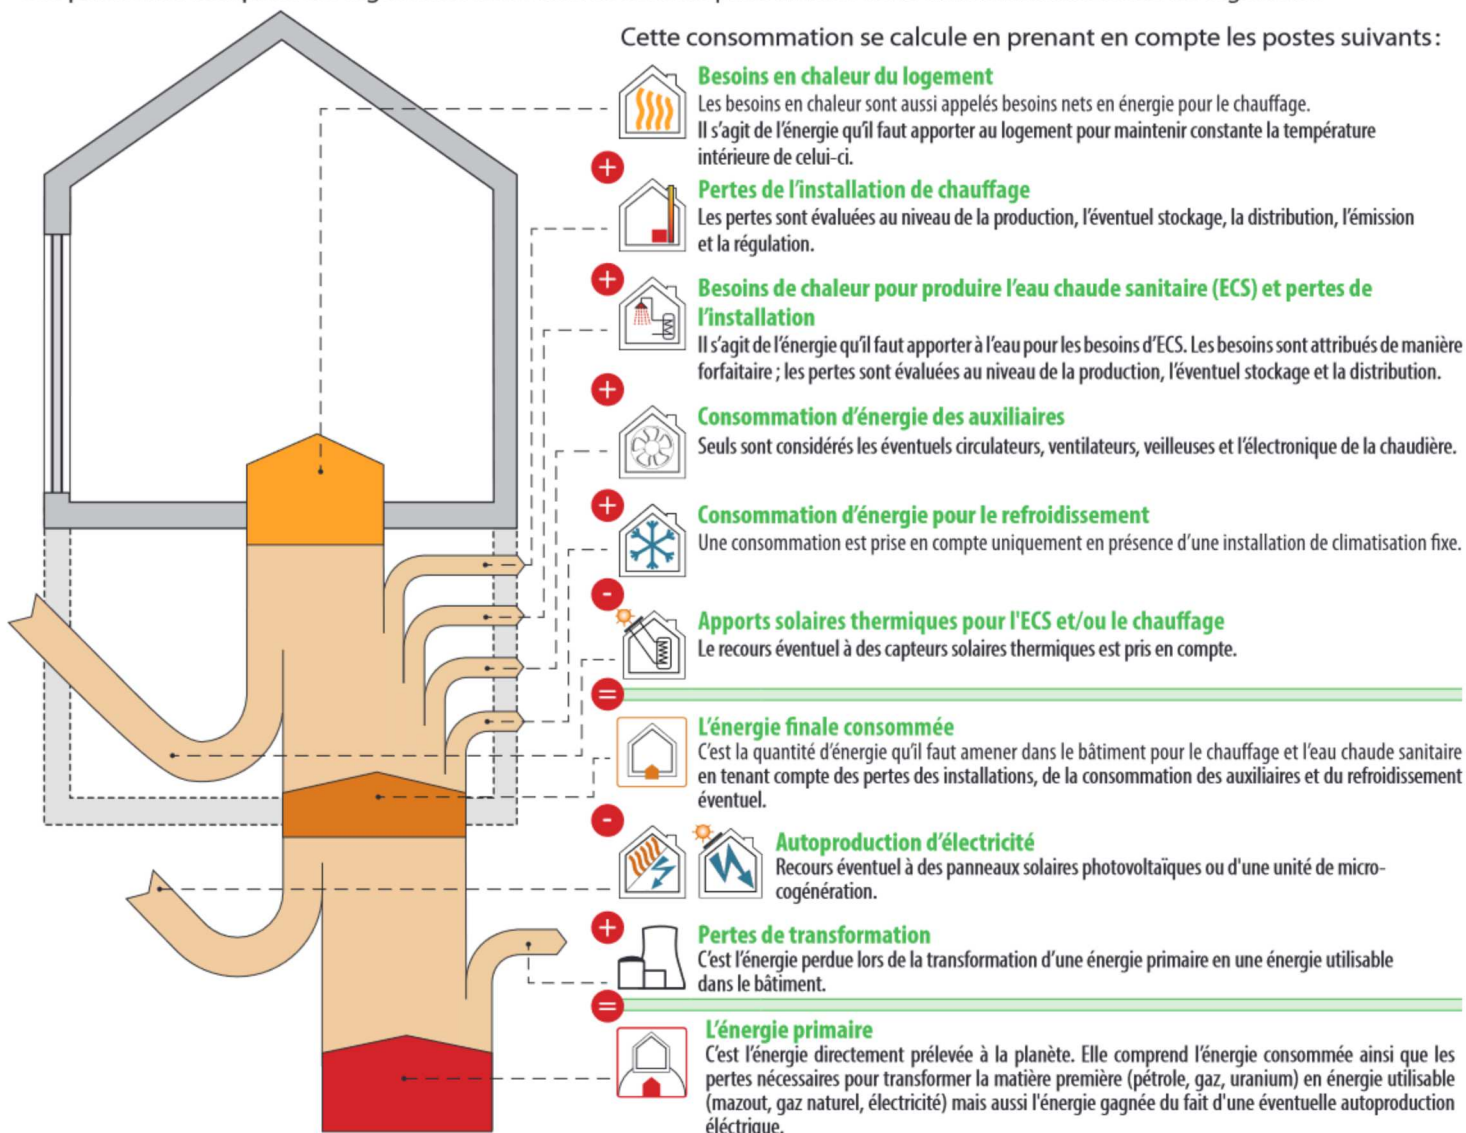 Cette consommation se calcule en prenant en compte les postes suivants :
Besoins en chaleur du logement
Les besoins en chaleur sont aussi appelés besoins nets en énergie pour le chauffage.
Il s'agit de l'énergie qu'il faut apporter au logement pour maintenir constante la température
intérieure de celui-ci.
+
Pertes de l'installation de chauffage
Les pertes sont évaluées au niveau de la production, l'éventuel stockage, la distribution, l'émission
et la régulation.
+
Besoins de chaleur pour produire l'eau chaude sanitaire (ECS) et pertes de
l'installation
Il s'agit de l'énergie qu'il faut apporter à l'eau pour les besoins d'ECS. Les besoins sont attribués de manière
forfaitaire ; les pertes sont évaluées au niveau de la production, l'éventuel stockage et la distribution.
+
Consommation d'énergie des auxiliaires
Seuls sont considérés les éventuels circulateurs, ventilateurs, veilleuses et l'électronique de la chaudière.
+
Consommation d'énergie pour le refroidissement
Une consommation est prise en compte uniquement en présence d'une installation de climatisation fixe.
-
Apports solaires thermiques pour l'ECS et/ou le chauffage
Le recours éventuel à des capteurs solaires thermiques est pris en compte.
=
L'énergie finale consommée
C'est la quantité d'énergie qu'il faut amener dans le bâtiment pour le chauffage et l'eau chaude sanitaire
en tenant compte des pertes des installations, de la consommation des auxiliaires et du refroidissement
éventuel.
-
Autoproduction d'électricité
Recours éventuel à des panneaux solaires photovoltaïques ou d'une unité de micro-
cogénération.
+
Pertes de transformation
C'est l'énergie perdue lors de la transformation d'une énergie primaire en une énergie utilisable
dans le bâtiment.
=
L'énergie primaire
C'est l'énergie directement prélevée à la planète. Elle comprend l'énergie consommée ainsi que les
pertes nécessaires pour transformer la matière première (pétrole, gaz, uranium) en énergie utilisable
(mazout, gaz naturel, électricité) mais aussi l'énergie gagnée du fait d'une éventuelle autoproduction
éléctrique.